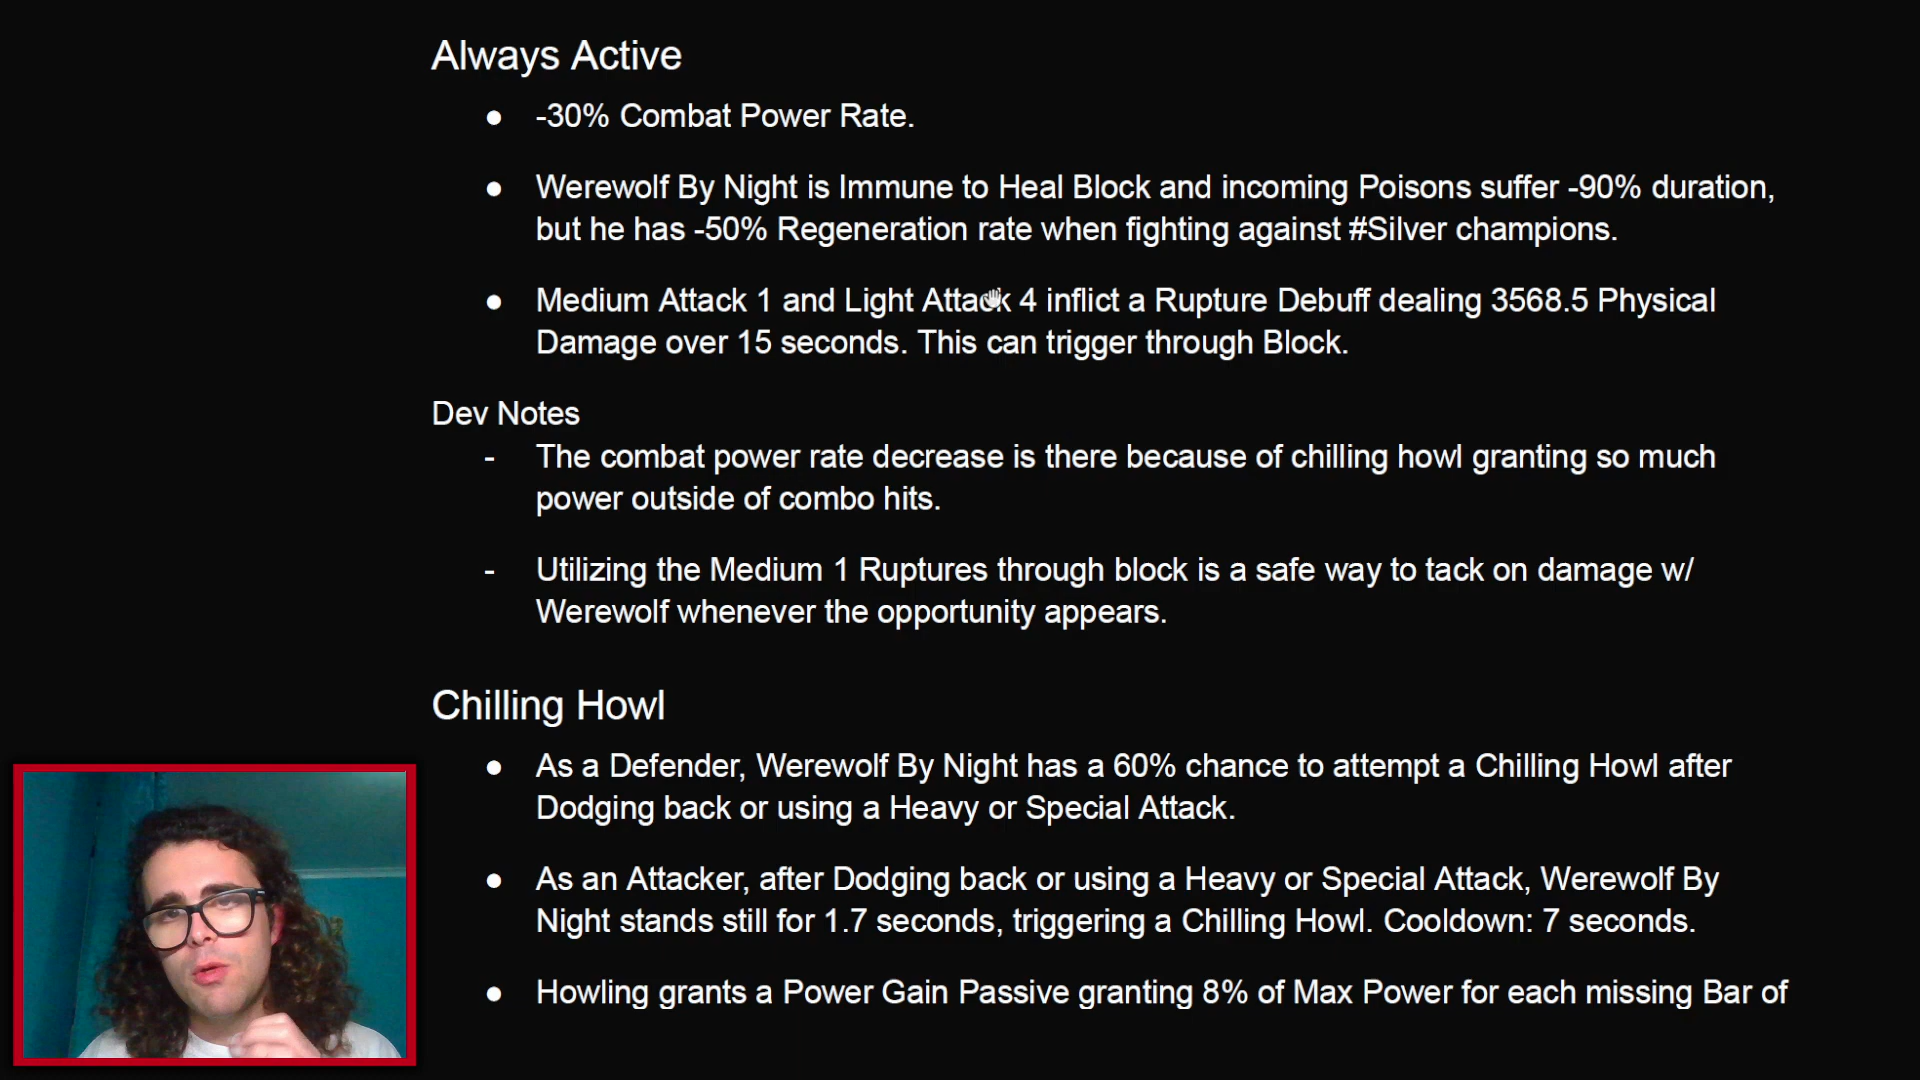 Always Active
● -30% Combat Power Rate.
● Werewolf By Night is Immune to Heal Block and incoming Poisons suffer -90% duration,
but he has -50% Regeneration rate when fighting against #Silver champions.
● Medium Attack 1 and Light Attack 4 inflict a Rupture Debuff dealing 3568.5 Physical
Damage over 15 seconds. This can trigger through Block.
Dev Notes
- The combat power rate decrease is there because of chilling howl granting so much
power outside of combo hits.
- Utilizing the Medium 1 Ruptures through block is a safe way to tack on damage w/
Werewolf whenever the opportunity appears.
Chilling Howl
● As a Defender, Werewolf By Night has a 60% chance to attempt a Chilling Howl after
Dodging back or using a Heavy or Special Attack.
● As an Attacker, after Dodging back or using a Heavy or Special Attack, Werewolf By
Night stands still for 1.7 seconds, triggering a Chilling Howl. Cooldown: 7 seconds.
● Howling grants a Power Gain Passive granting 8% of Max Power for each missing Bar of